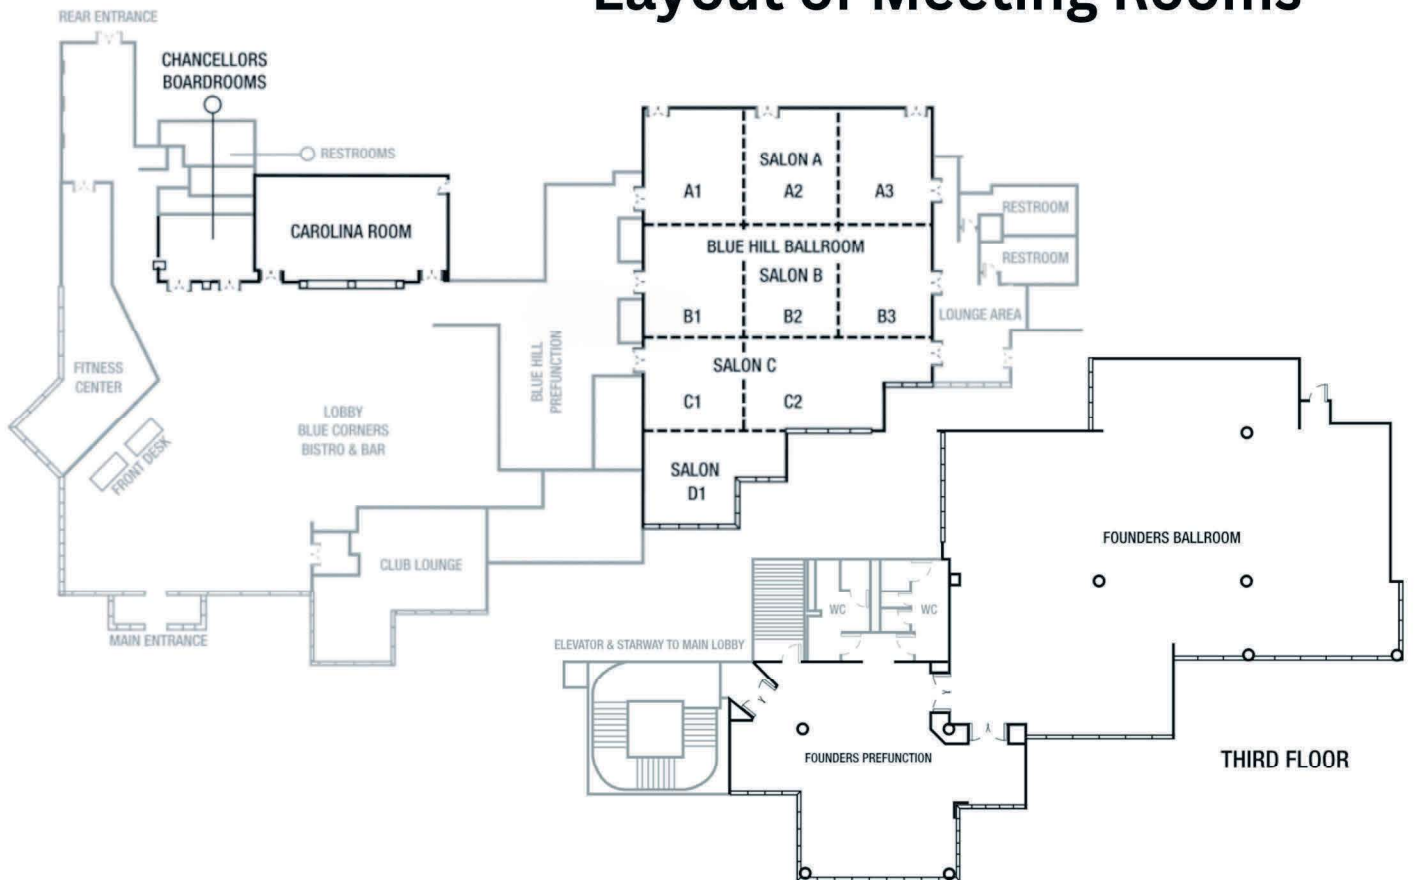 Layout of Meeting Rooms
REAR ENTRANCE
CHANCELLORS
BOARDROOMS
RESTROOMS
CAROLINA ROOM
SALON A
A1
A2
A3
BLUE HILL BALLROOM
SALON B
B1
B2
B3
SALON C
C1
C2
SALON
D1
RESTROOM
RESTROOM
LOUNGE AREA
BLUE HILL
PREFUNCTION
FITNESS
CENTER
FRONT DESK
LOBBY
BLUE CORNERS
BISTRO & BAR
CLUB LOUNGE
MAIN ENTRANCE
FOUNDERS BALLROOM
WC
WC
ELEVATOR & STARWAY TO MAIN LOBBY
FOUNDERS PREFUNCTION
THIRD FLOOR